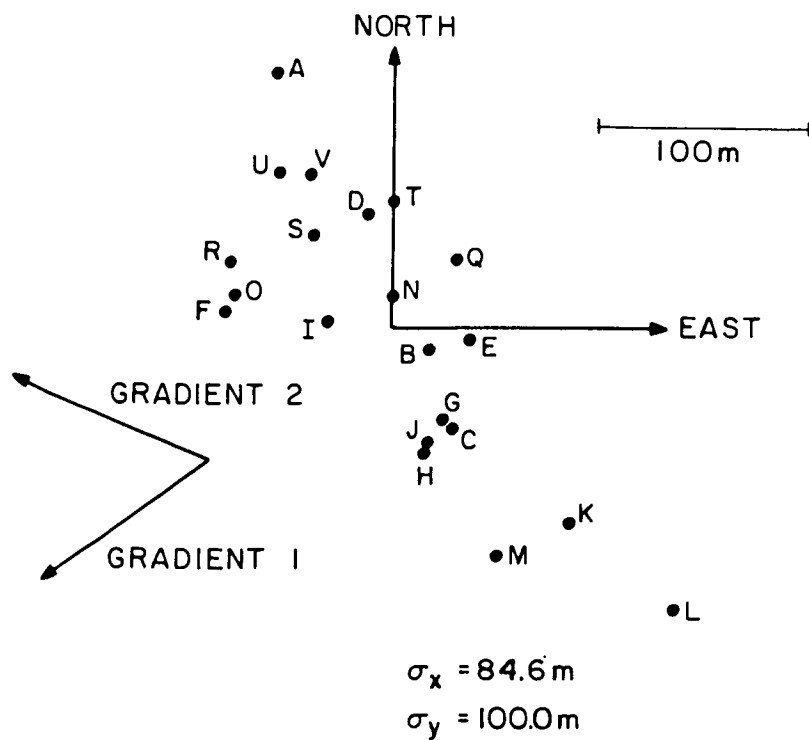 NORTH
A
100m
U V
D T
S
R Q
O N
F I
EAST
B E
GRADIENT 2
G
J C
H
K
GRADIENT 1
M
L
σx = 84.6 m
σy = 100.0 m